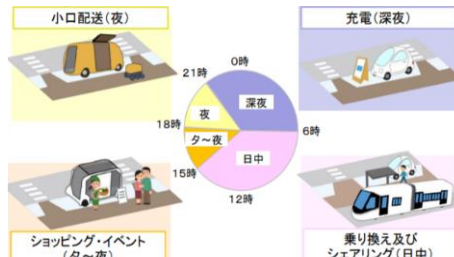 小口配送(夜)
充電(深夜)
0時
21時
夜
深夜
18時
夕～夜
6時
日中
15時
12時
ショッピング・イベント
(夕～夜)
乗り換え及び
シェアリング(日中)